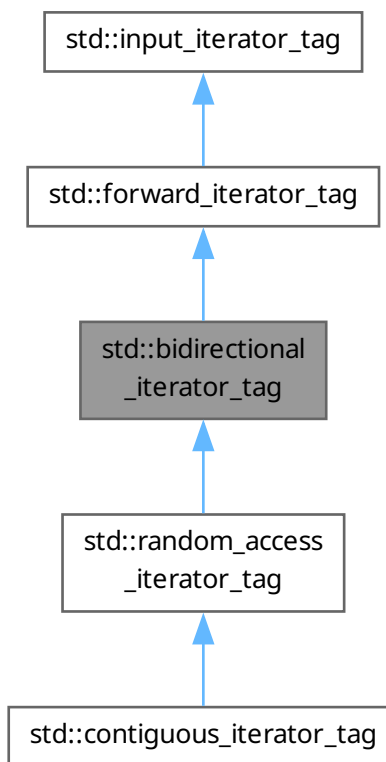 std::input_iterator_tag
std::forward_iterator_tag
std::bidirectional
_iterator_tag
std::random_access
_iterator_tag
std::contiguous_iterator_tag